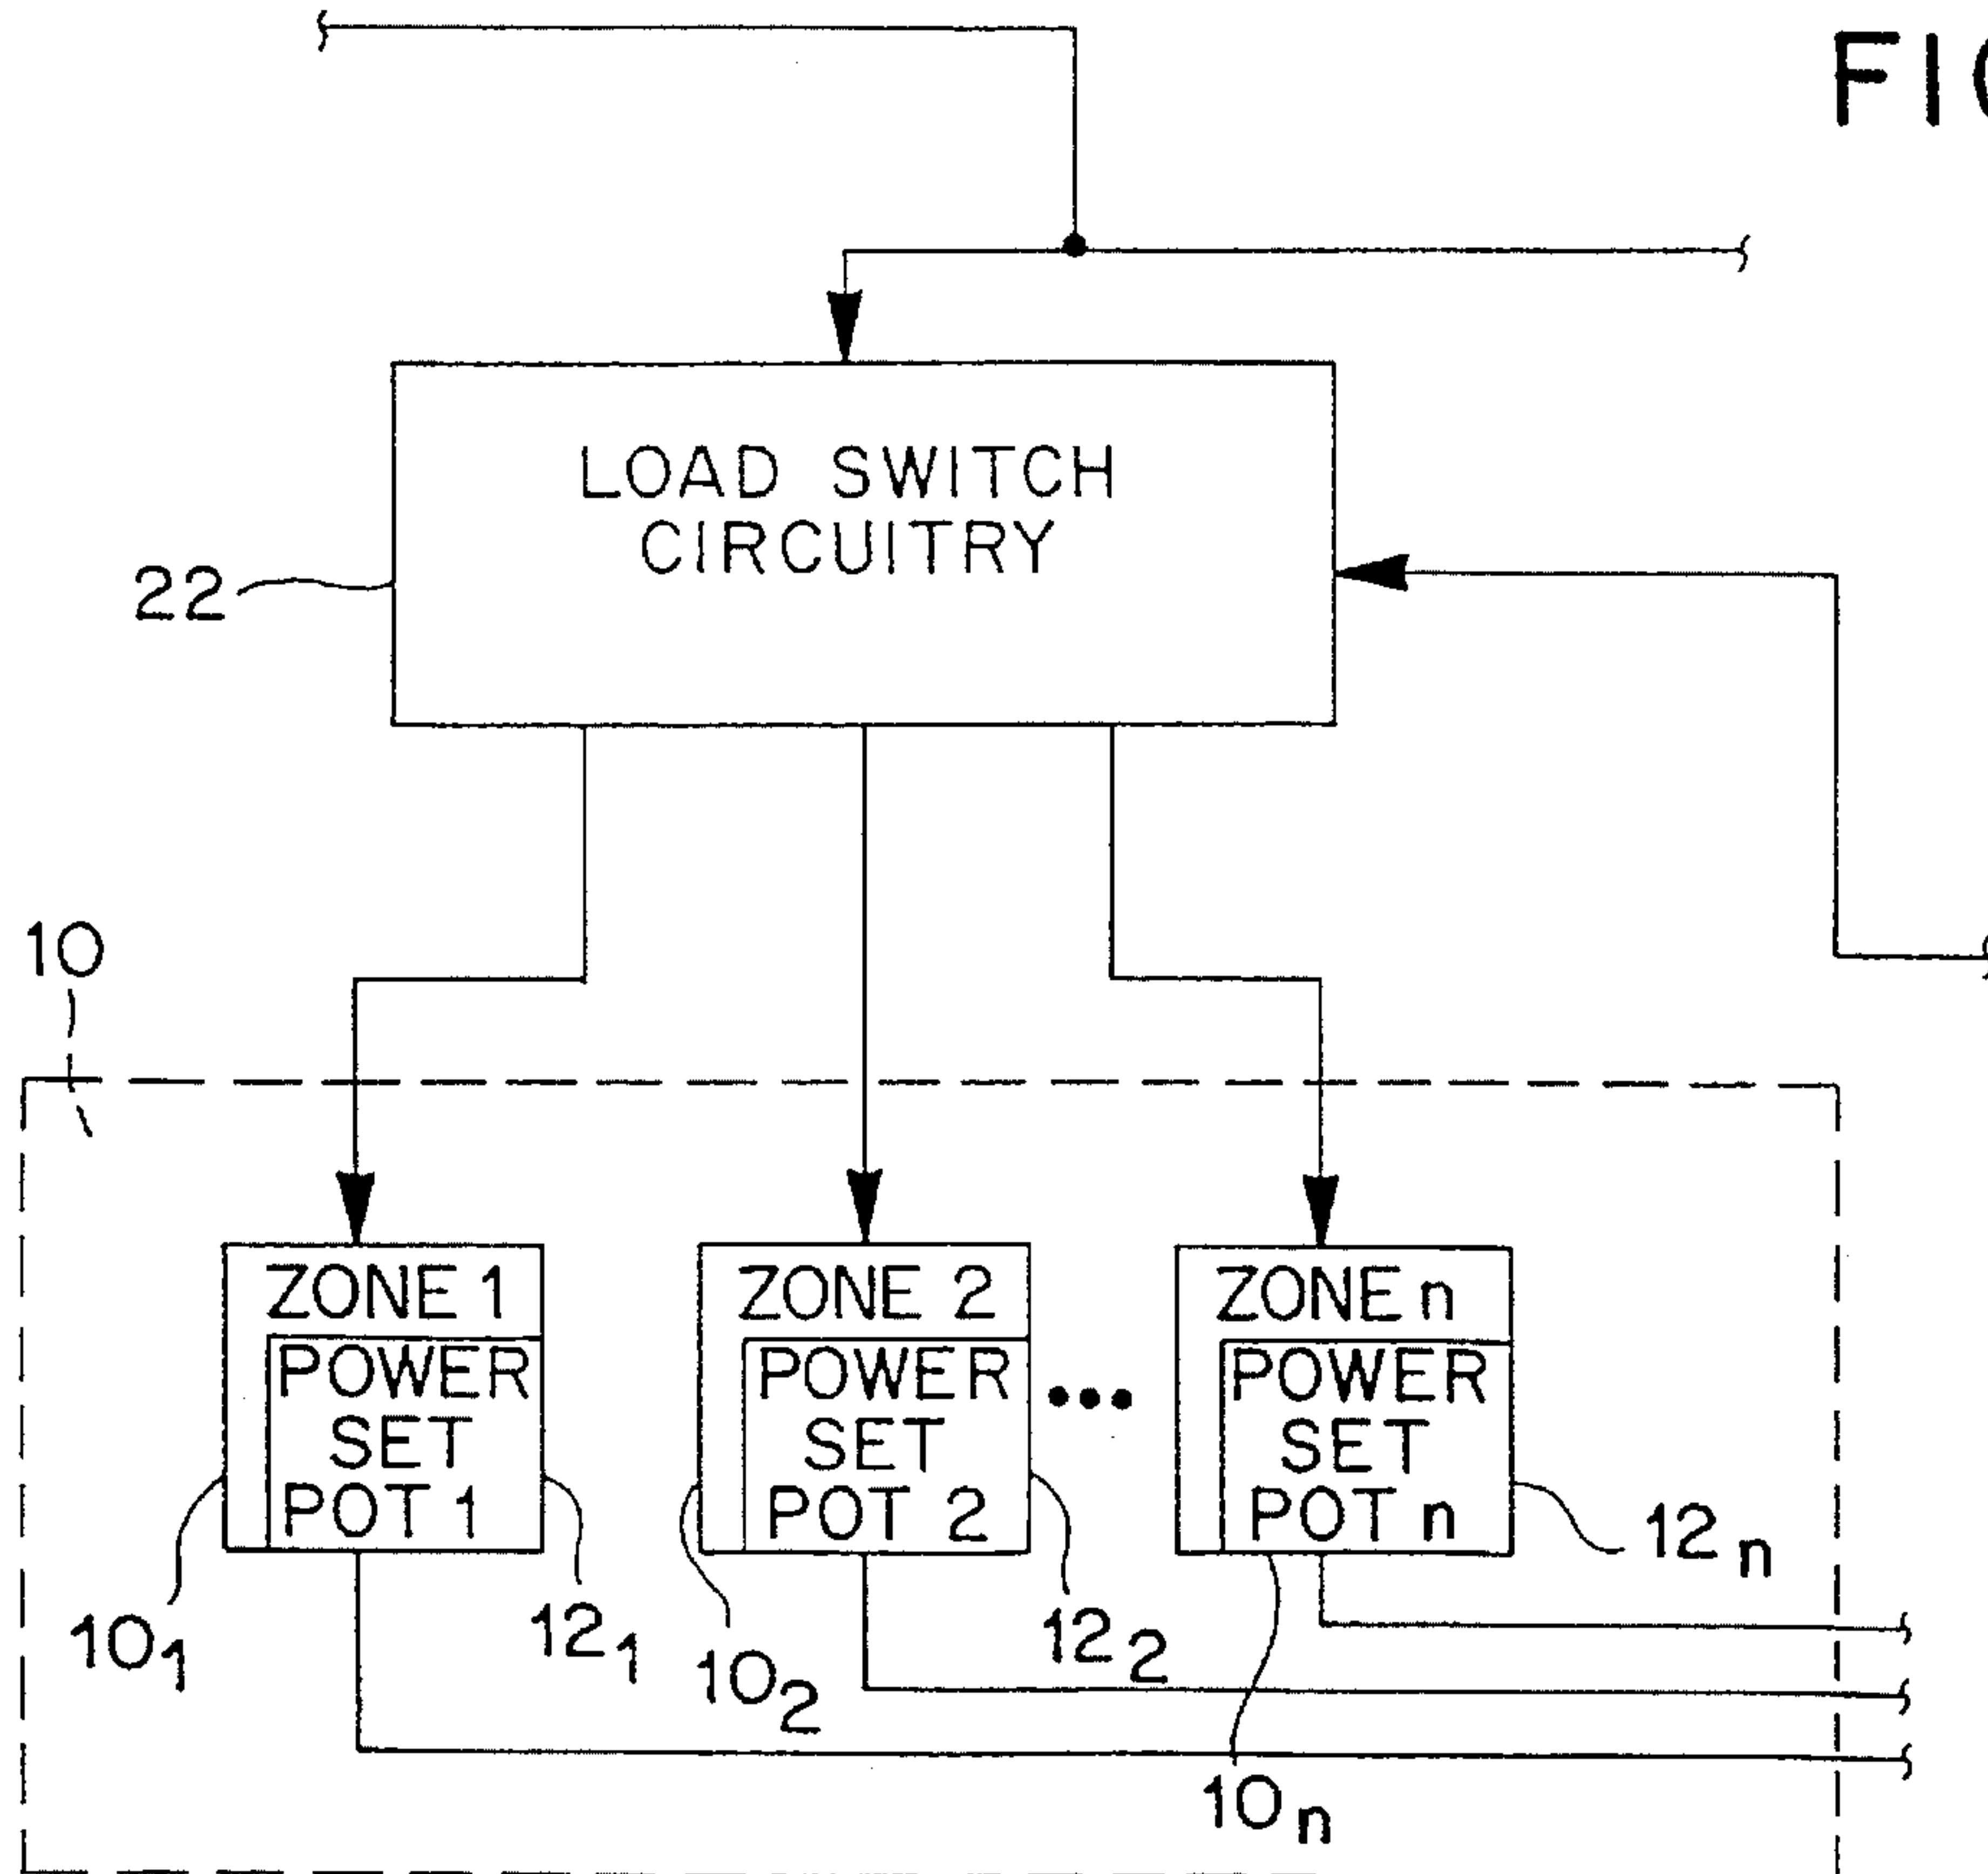 FIG
LOAD SWITCH
CIRCUITRY
22
10
ZONE 1
POWER
SET
POT 1
ZONE 2
POWER
SET
POT 2
ZONE n
POWER
SET
POT n
10₁
12₁
10₂
12₂
10ₙ
12ₙ